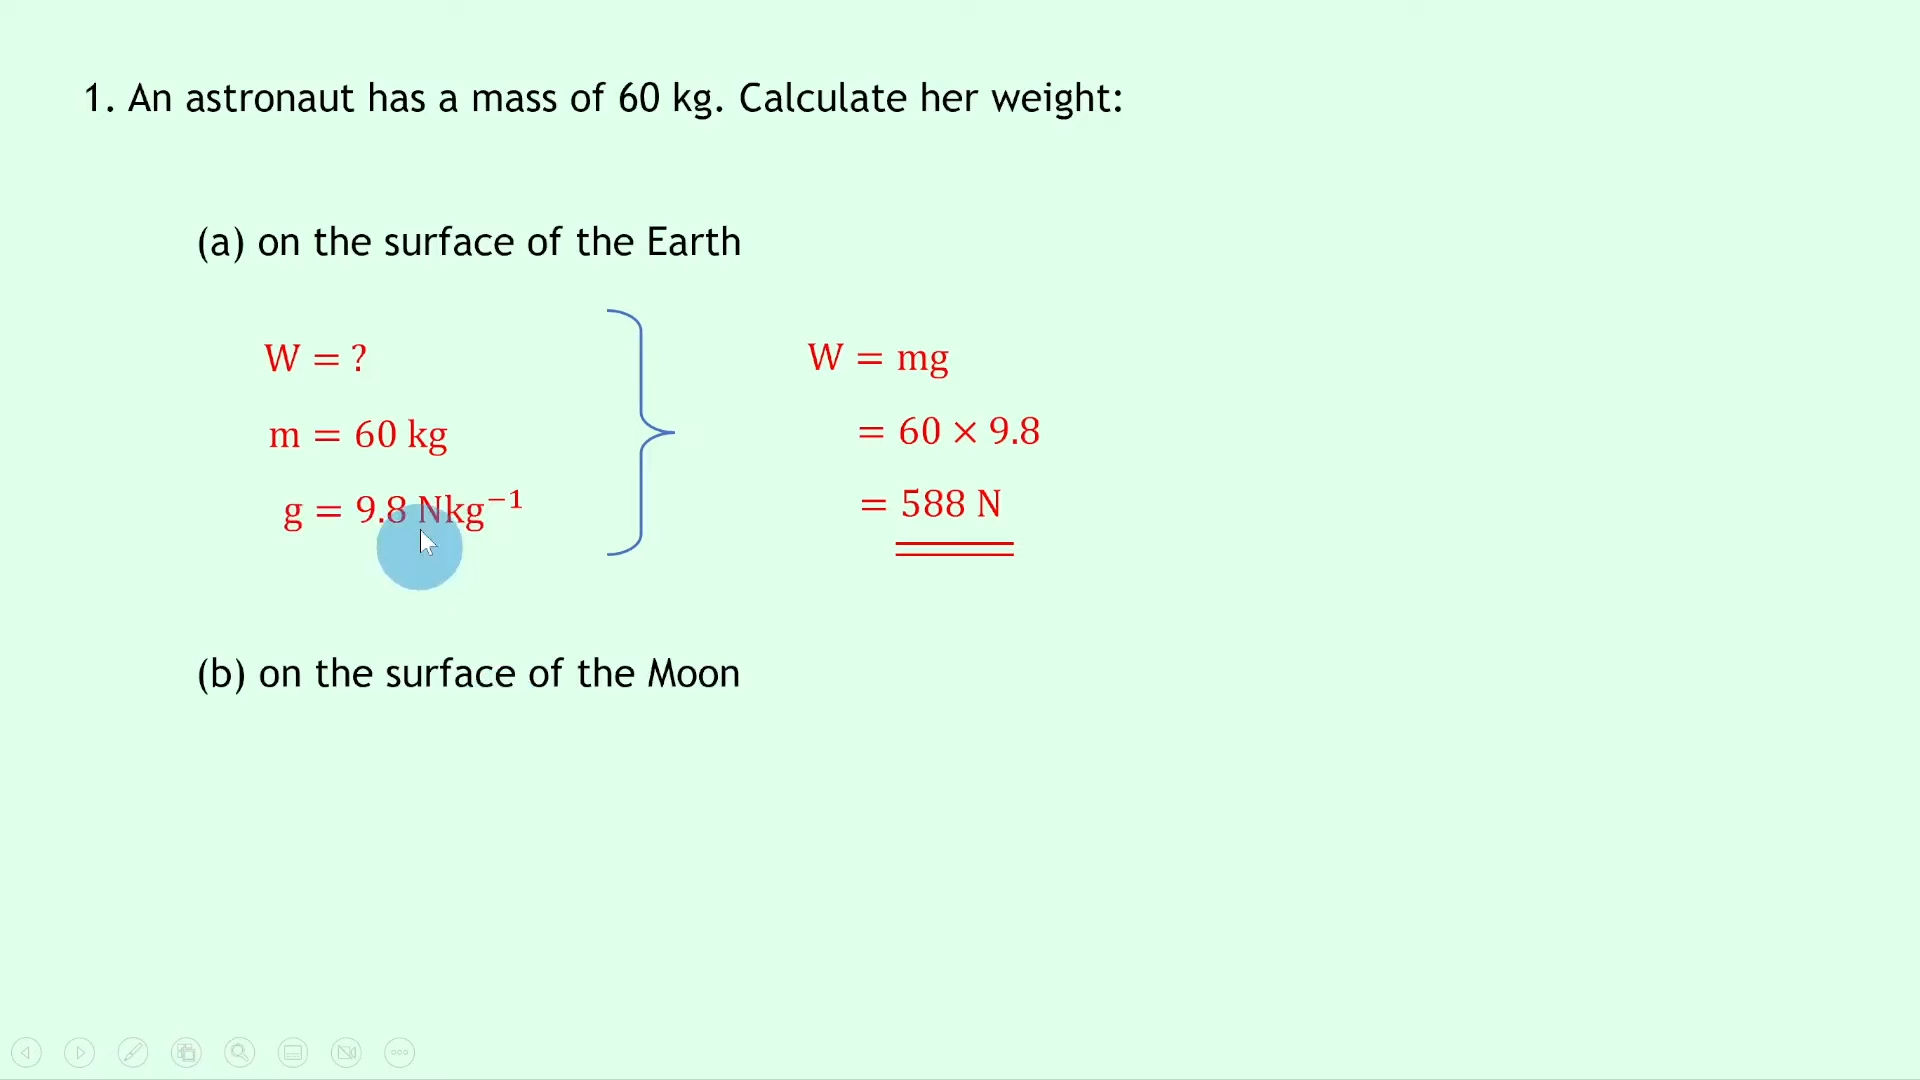 1. An astronaut has a mass of 60 kg. Calculate her weight:
(a) on the surface of the Earth
W = ?
m = 60 kg
g = 9.8 Nkg⁻¹
W = mg
= 60 × 9.8
= 588 N
(b) on the surface of the Moon